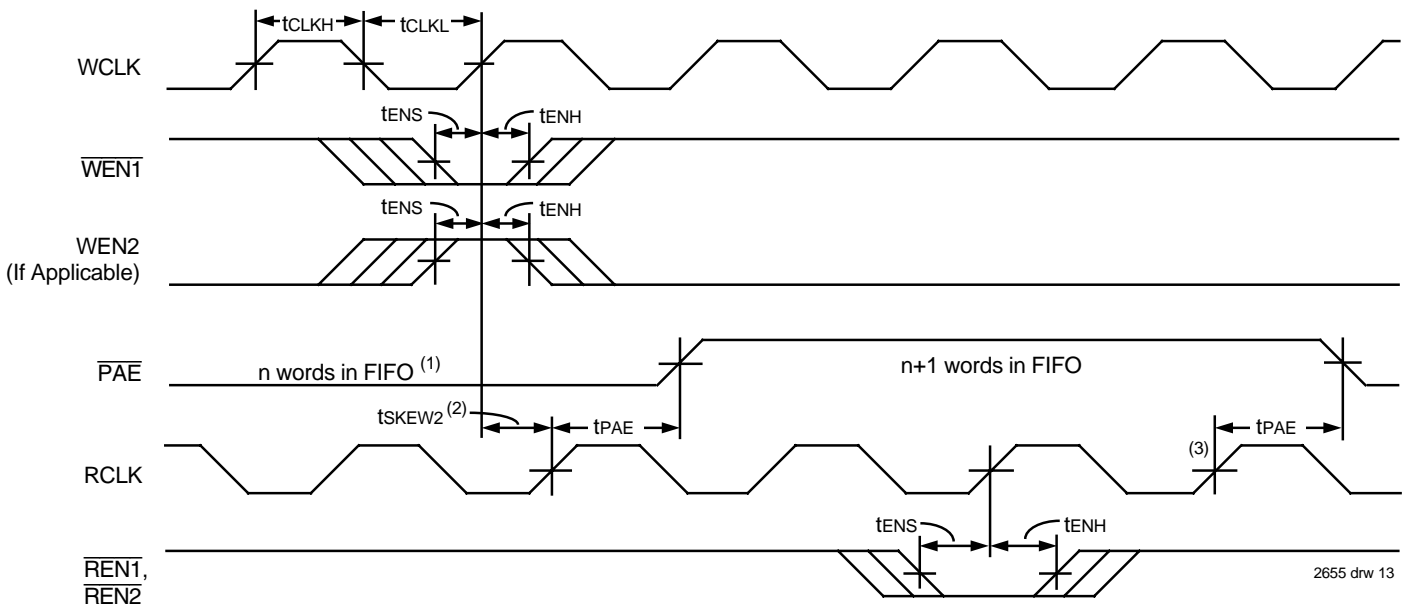 tCLKH tCLKL
WCLK
tENS tENH
WEN1
tENS tENH
WEN2
(If Applicable)
PAE
n words in FIFO (1)
n+1 words in FIFO
tSKEW2 (2)
tPAE
(3)
tPAE
RCLK
tENS tENH
REN1,
REN2
2655 drw 13